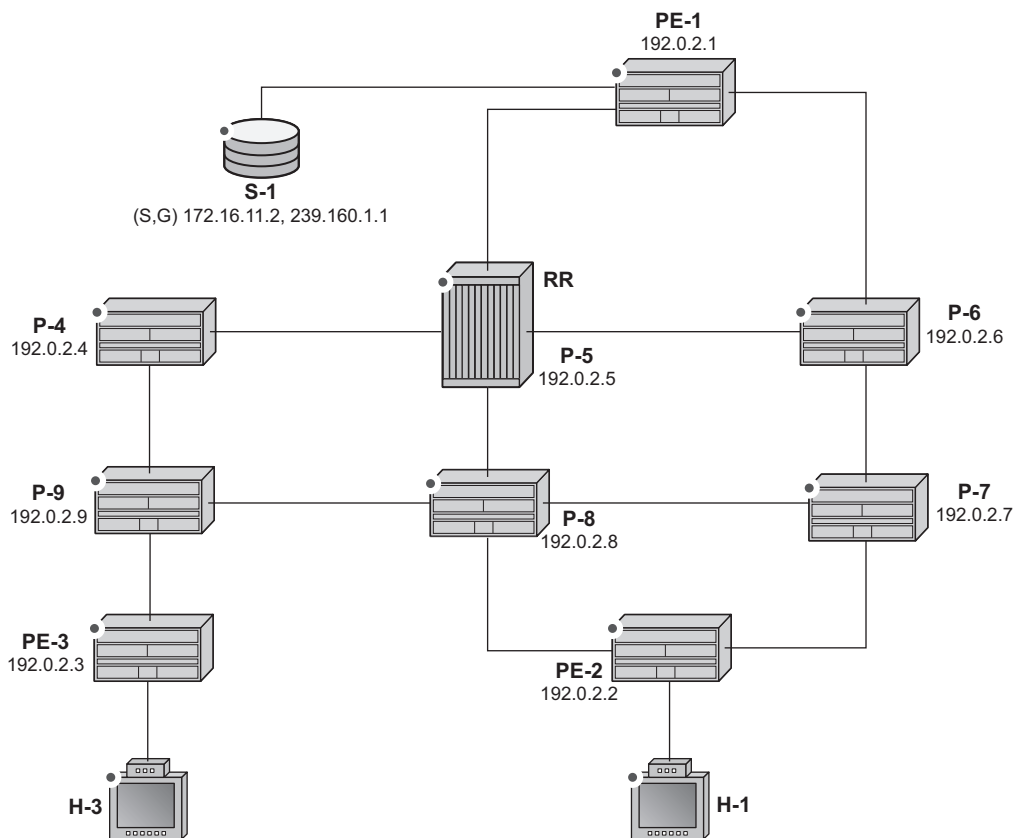 PE-1
192.0.2.1
S-1
(S,G) 172.16.11.2, 239.160.1.1
RR
P-4
192.0.2.4
P-6
192.0.2.6
P-5
192.0.2.5
P-9
192.0.2.9
P-8
192.0.2.8
P-7
192.0.2.7
PE-3
192.0.2.3
PE-2
192.0.2.2
H-3
H-1